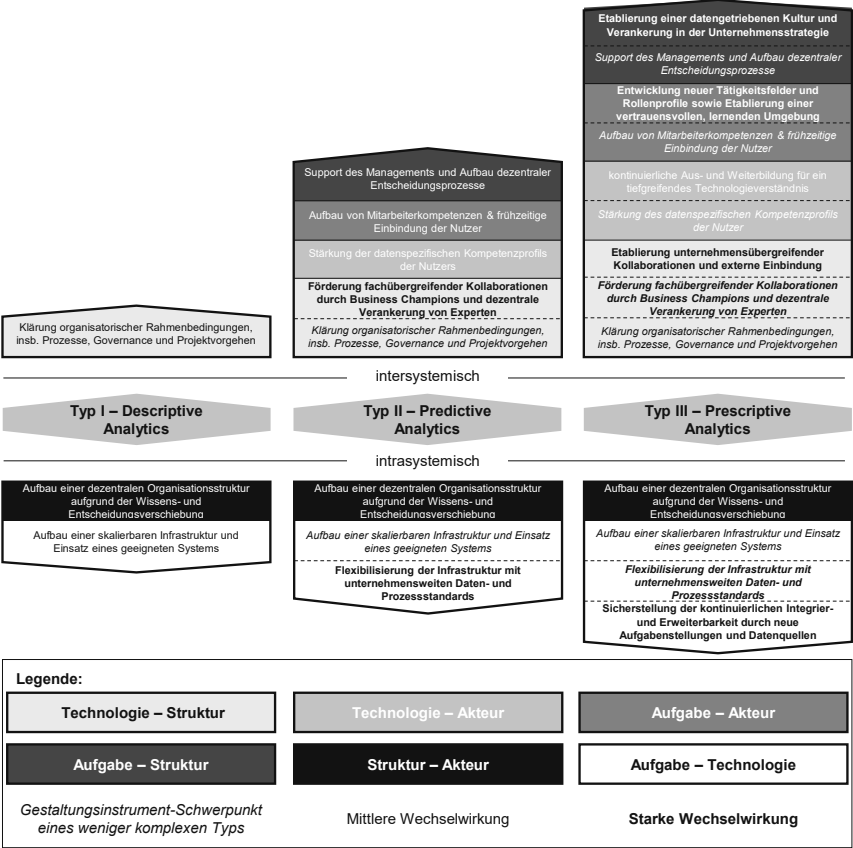 Etablierung einer datengetriebenen Kultur und
Verankerung in der Unternehmensstrategie
Support des Managements und Aufbau dezentraler
Entscheidungsprozesse
Entwicklung neuer Tätigkeitsfelder und
Rollenprofile sowie Etablierung einer
vertrauensvollen, lernenden Umgebung
Aufbau von Mitarbeiterkompetenzen & frühzeitige
Einbindung der Nutzer
kontinuierliche Aus- und Weiterbildung für ein
tiefgreifendes Technologieverständnis
Stärkung des datenspezifischen Kompetenzprofils
der Nutzer
Etablierung unternehmensübergreifender
Kollaborationen und externe Einbindung
Förderung fachübergreifender Kollaborationen
durch Business Champions und dezentrale
Verankerung von Experten
Klärung organisatorischer Rahmenbedingungen,
insb. Prozesse, Governance und Projektvorgehen
Support des Managements und Aufbau dezentraler
Entscheidungsprozesse
Aufbau von Mitarbeiterkompetenzen & frühzeitige
Einbindung der Nutzer
Stärkung der datenspezifischen Kompetenzprofil
des Nutzers
Förderung fachübergreifender Kollaborationen
durch Business Champions und dezentrale
Verankerung von Experten
Klärung organisatorischer Rahmenbedingungen,
insb. Prozesse, Governance und Projektvorgehen
Klärung organisatorischer Rahmenbedingungen,
insb. Prozesse, Governance und Projektvorgehen
intersystemisch
Typ I – Descriptive
Analytics
Typ II – Predictive
Analytics
Typ III – Prescriptive
Analytics
intrasystemisch
Aufbau einer dezentralen Organisationsstruktur
aufgrund der Wissens- und
Entscheidungsverschiebung
Aufbau einer skalierbaren Infrastruktur und
Einsatz eines geeigneten Systems
Aufbau einer dezentralen Organisationsstruktur
aufgrund der Wissens- und
Entscheidungsverschiebung
Aufbau einer skalierbaren Infrastruktur und Einsatz
eines geeigneten Systems
Flexibilisierung der Infrastruktur mit
unternehmensweiten Daten- und
Prozessstandards
Aufbau einer dezentralen Organisationsstruktur
aufgrund der Wissens- und
Entscheidungsverschiebung
Aufbau einer skalierbaren Infrastruktur und Einsatz
eines geeigneten Systems
Flexibilisierung der Infrastruktur mit
unternehmensweiten Daten- und
Prozessstandards
Sicherstellung der kontinuierlichen Integrier-
und Erweiterbarkeit durch neue
Aufgabenstellungen und Datenquellen
Legende:
Technologie – Struktur
Technologie – Akteur
Aufgabe – Akteur
Aufgabe – Struktur
Struktur – Akteur
Aufgabe – Technologie
Gestaltungsinstrument-Schwerpunkt
eines weniger komplexen Typs
Mittlere Wechselwirkung
Starke Wechselwirkung